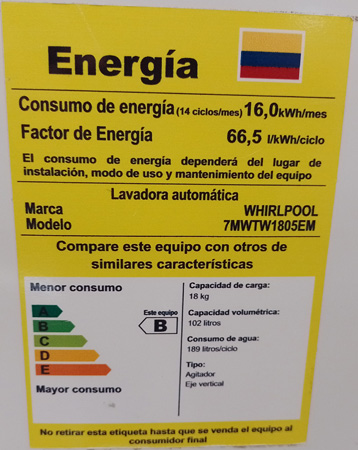 Energía
Consumo de energía (14 ciclos/mes) 16,0kWh/mes
Factor de Energía 66,5 l/kWh/ciclo
El consumo de energía dependerá del lugar de
instalación, modo de uso y mantenimiento del equipo
Lavadora automática
Marca WHIRLPOOL
Modelo 7MWTW1805EM
Compare este equipo con otros de
similares características
Menor consumo
A
B
C
D
E
Mayor consumo
Este equipo
B
Capacidad de carga:
18 kg
Capacidad volumétrica:
102 litros
Consumo de agua:
189 litros/ciclo
Tipo:
Agitador
Eje vertical
No retirar esta etiqueta hasta que se venda el equipo al
consumidor final